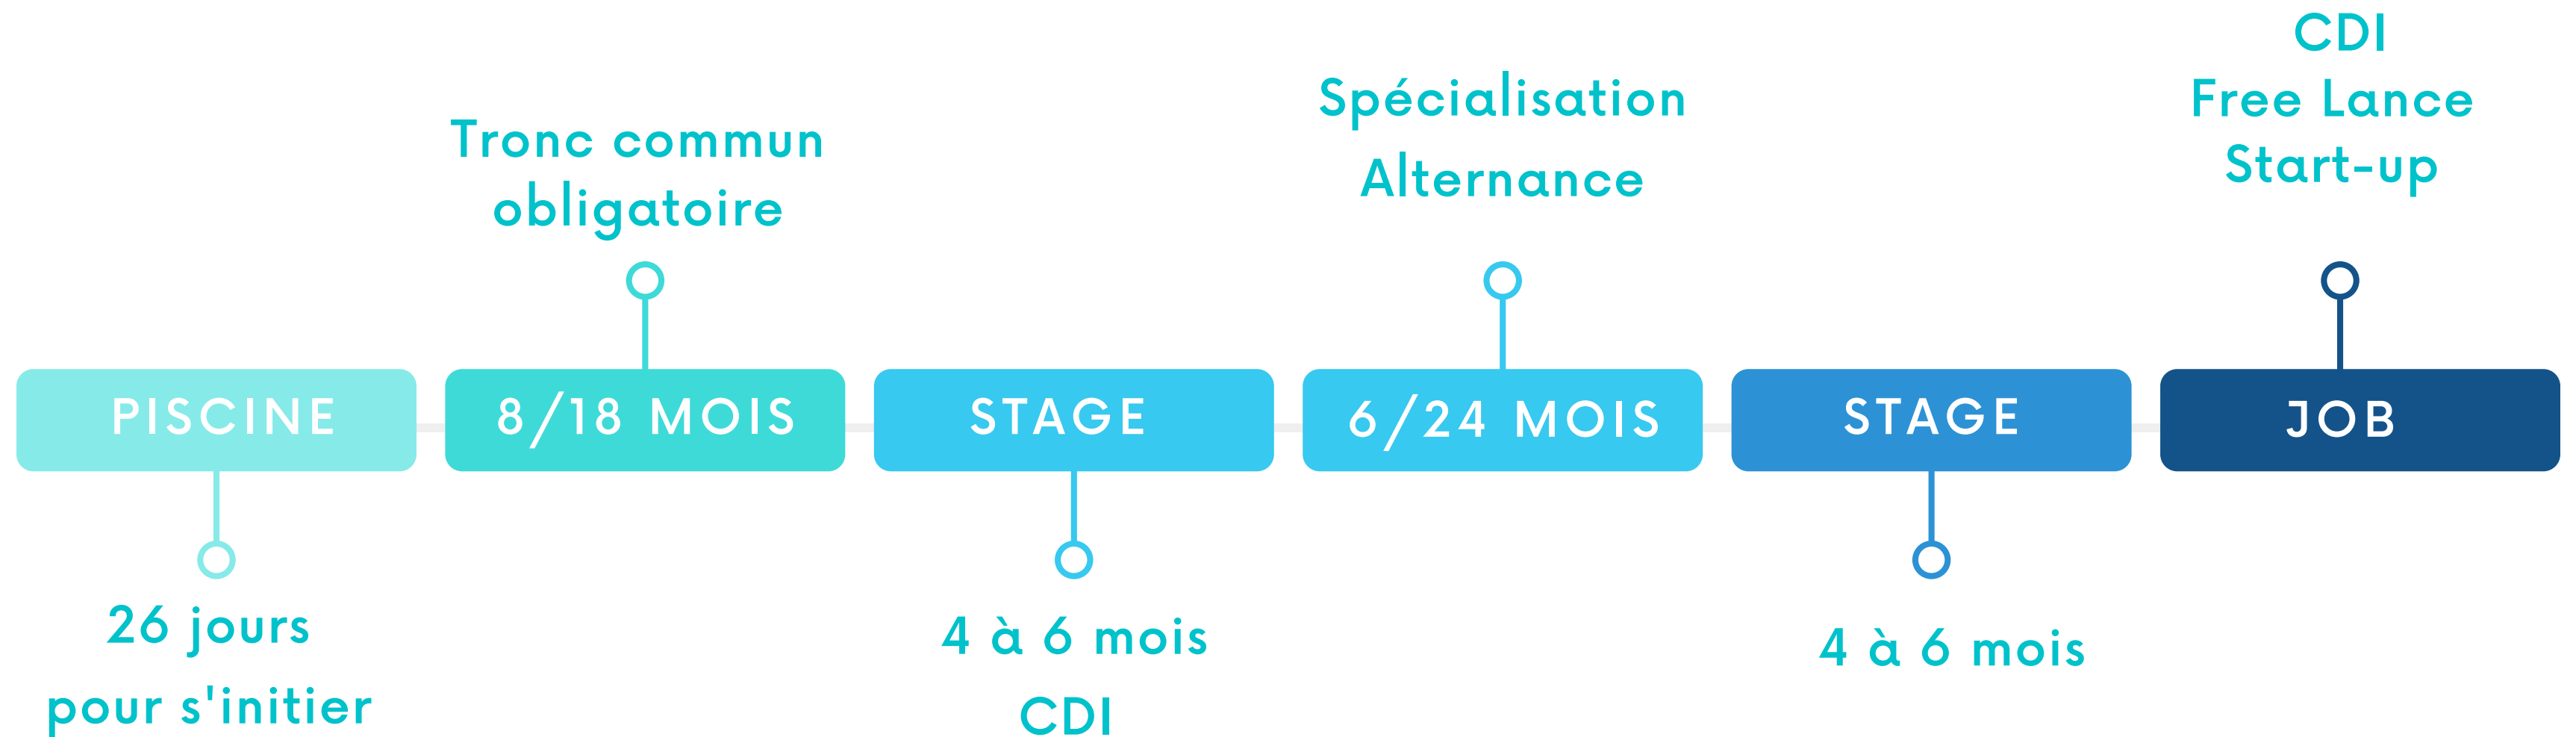 PISCINE
26 jours
pour s'initier
Tronc commun
obligatoire
8/18 MOIS
STAGE
4 à 6 mois
CDI
Spécialisation
Alternance
6/24 MOIS
STAGE
4 à 6 mois
CDI
Free Lance
Start-up
JOB